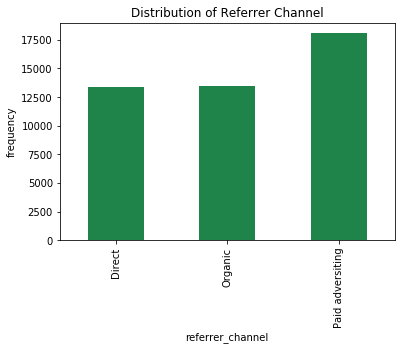 Distribution of Referrer Channel
17500
15000
12500
10000
7500
5000
2500
0
frequency
Direct
Organic
Paid adversiting
referrer_channel